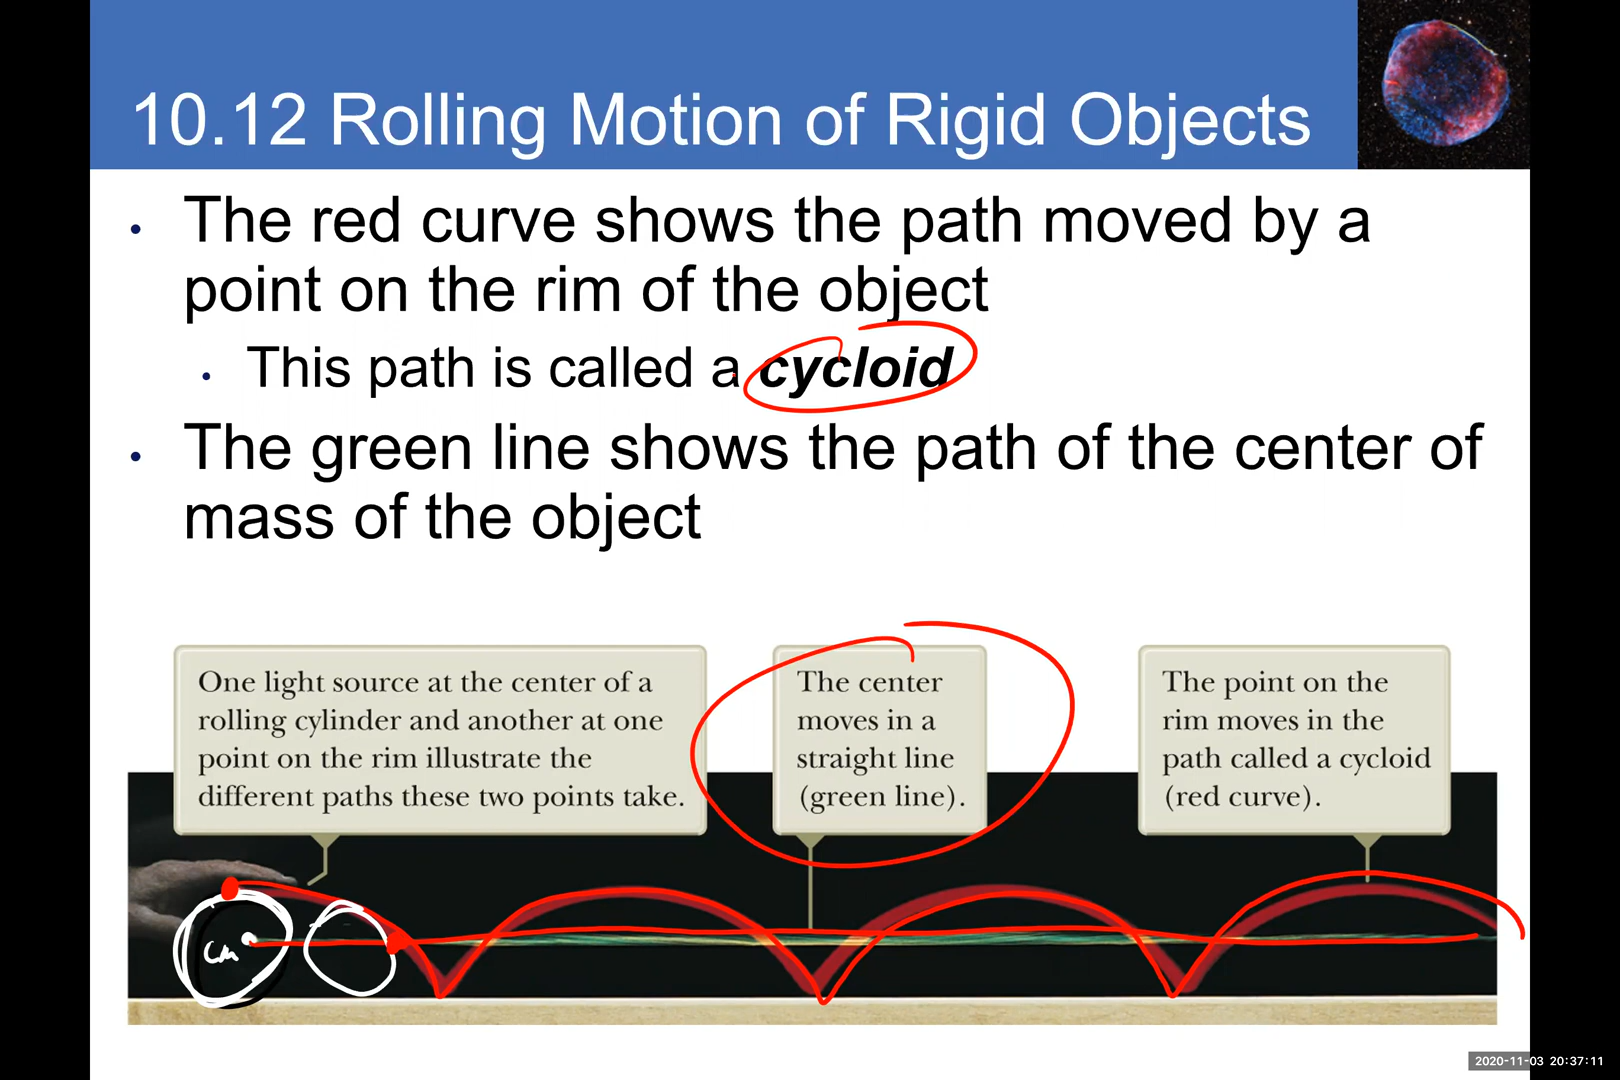 10.12 Rolling Motion of Rigid Objects
• The red curve shows the path moved by a
point on the rim of the object
• This path is called a cycloid
• The green line shows the path of the center of
mass of the object
One light source at the center of a
rolling cylinder and another at one
point on the rim illustrate the
different paths these two points take.
The center
moves in a
straight line
(green line).
The point on the
rim moves in the
path called a cycloid
(red curve).
CM
2020-11-03 20:37:11